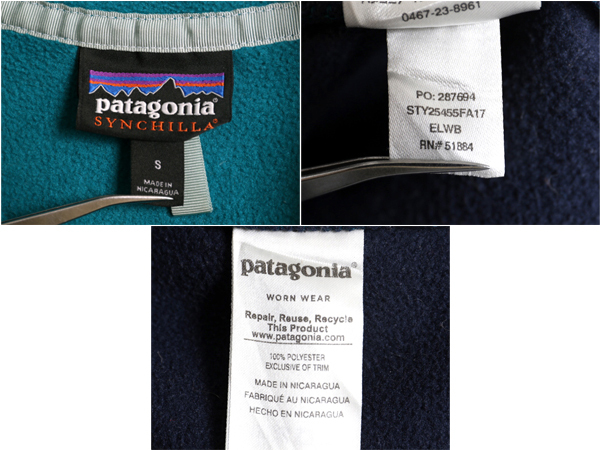 patagonia®
SYNCHILLA®
S
MADE IN
NICARAGUA
0467-23-8961
PO: 287694
STY25455FA17
ELWB
RN# 51884
patagonia®
WORN WEAR
Repair, Reuse, Recycle
This Product
www.patagonia.com
100% POLYESTER
EXCLUSIVE OF TRIM
MADE IN NICARAGUA
FABRIQUÉ AU NICARAGUA
HECHO EN NICARAGUA